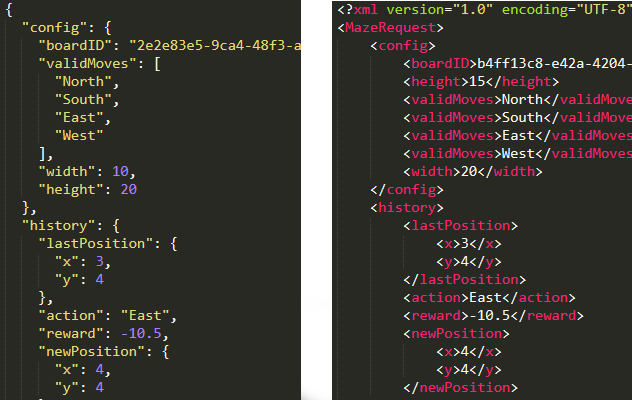 {
  "config": {
    "boardID": "2e2e83e5-9ca4-48f3-a
    "validMoves": [
      "North",
      "South",
      "East",
      "West"
    ],
    "width": 10,
    "height": 20
  },
  "history": {
    "lastPosition": {
      "x": 3,
      "y": 4
    },
    "action": "East",
    "reward": -10.5,
    "newPosition": {
      "x": 4,
      "y": 4
<?xml version="1.0" encoding="UTF-8"
<MazeRequest>
    <config>
        <boardID>b4ff13c8-e42a-4204-
        <height>15</height>
        <validMoves>North</validMove
        <validMoves>South</validMove
        <validMoves>East</validMoves
        <validMoves>West</validMoves
        <width>20</width>
    </config>
    <history>
        <lastPosition>
            <x>3</x>
            <y>4</y>
        </lastPosition>
        <action>East</action>
        <reward>-10.5</reward>
        <newPosition>
            <x>4</x>
            <y>4</y>
        </newPosition>